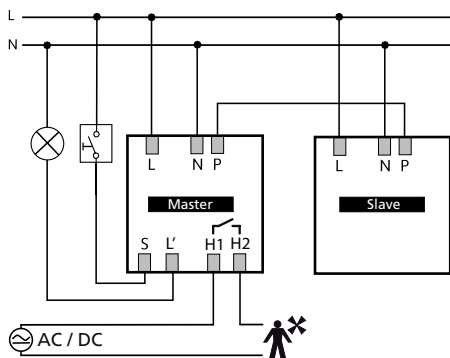 L
N
L N P
L N P
Master
Slave
S L' H1 H2
AC / DC